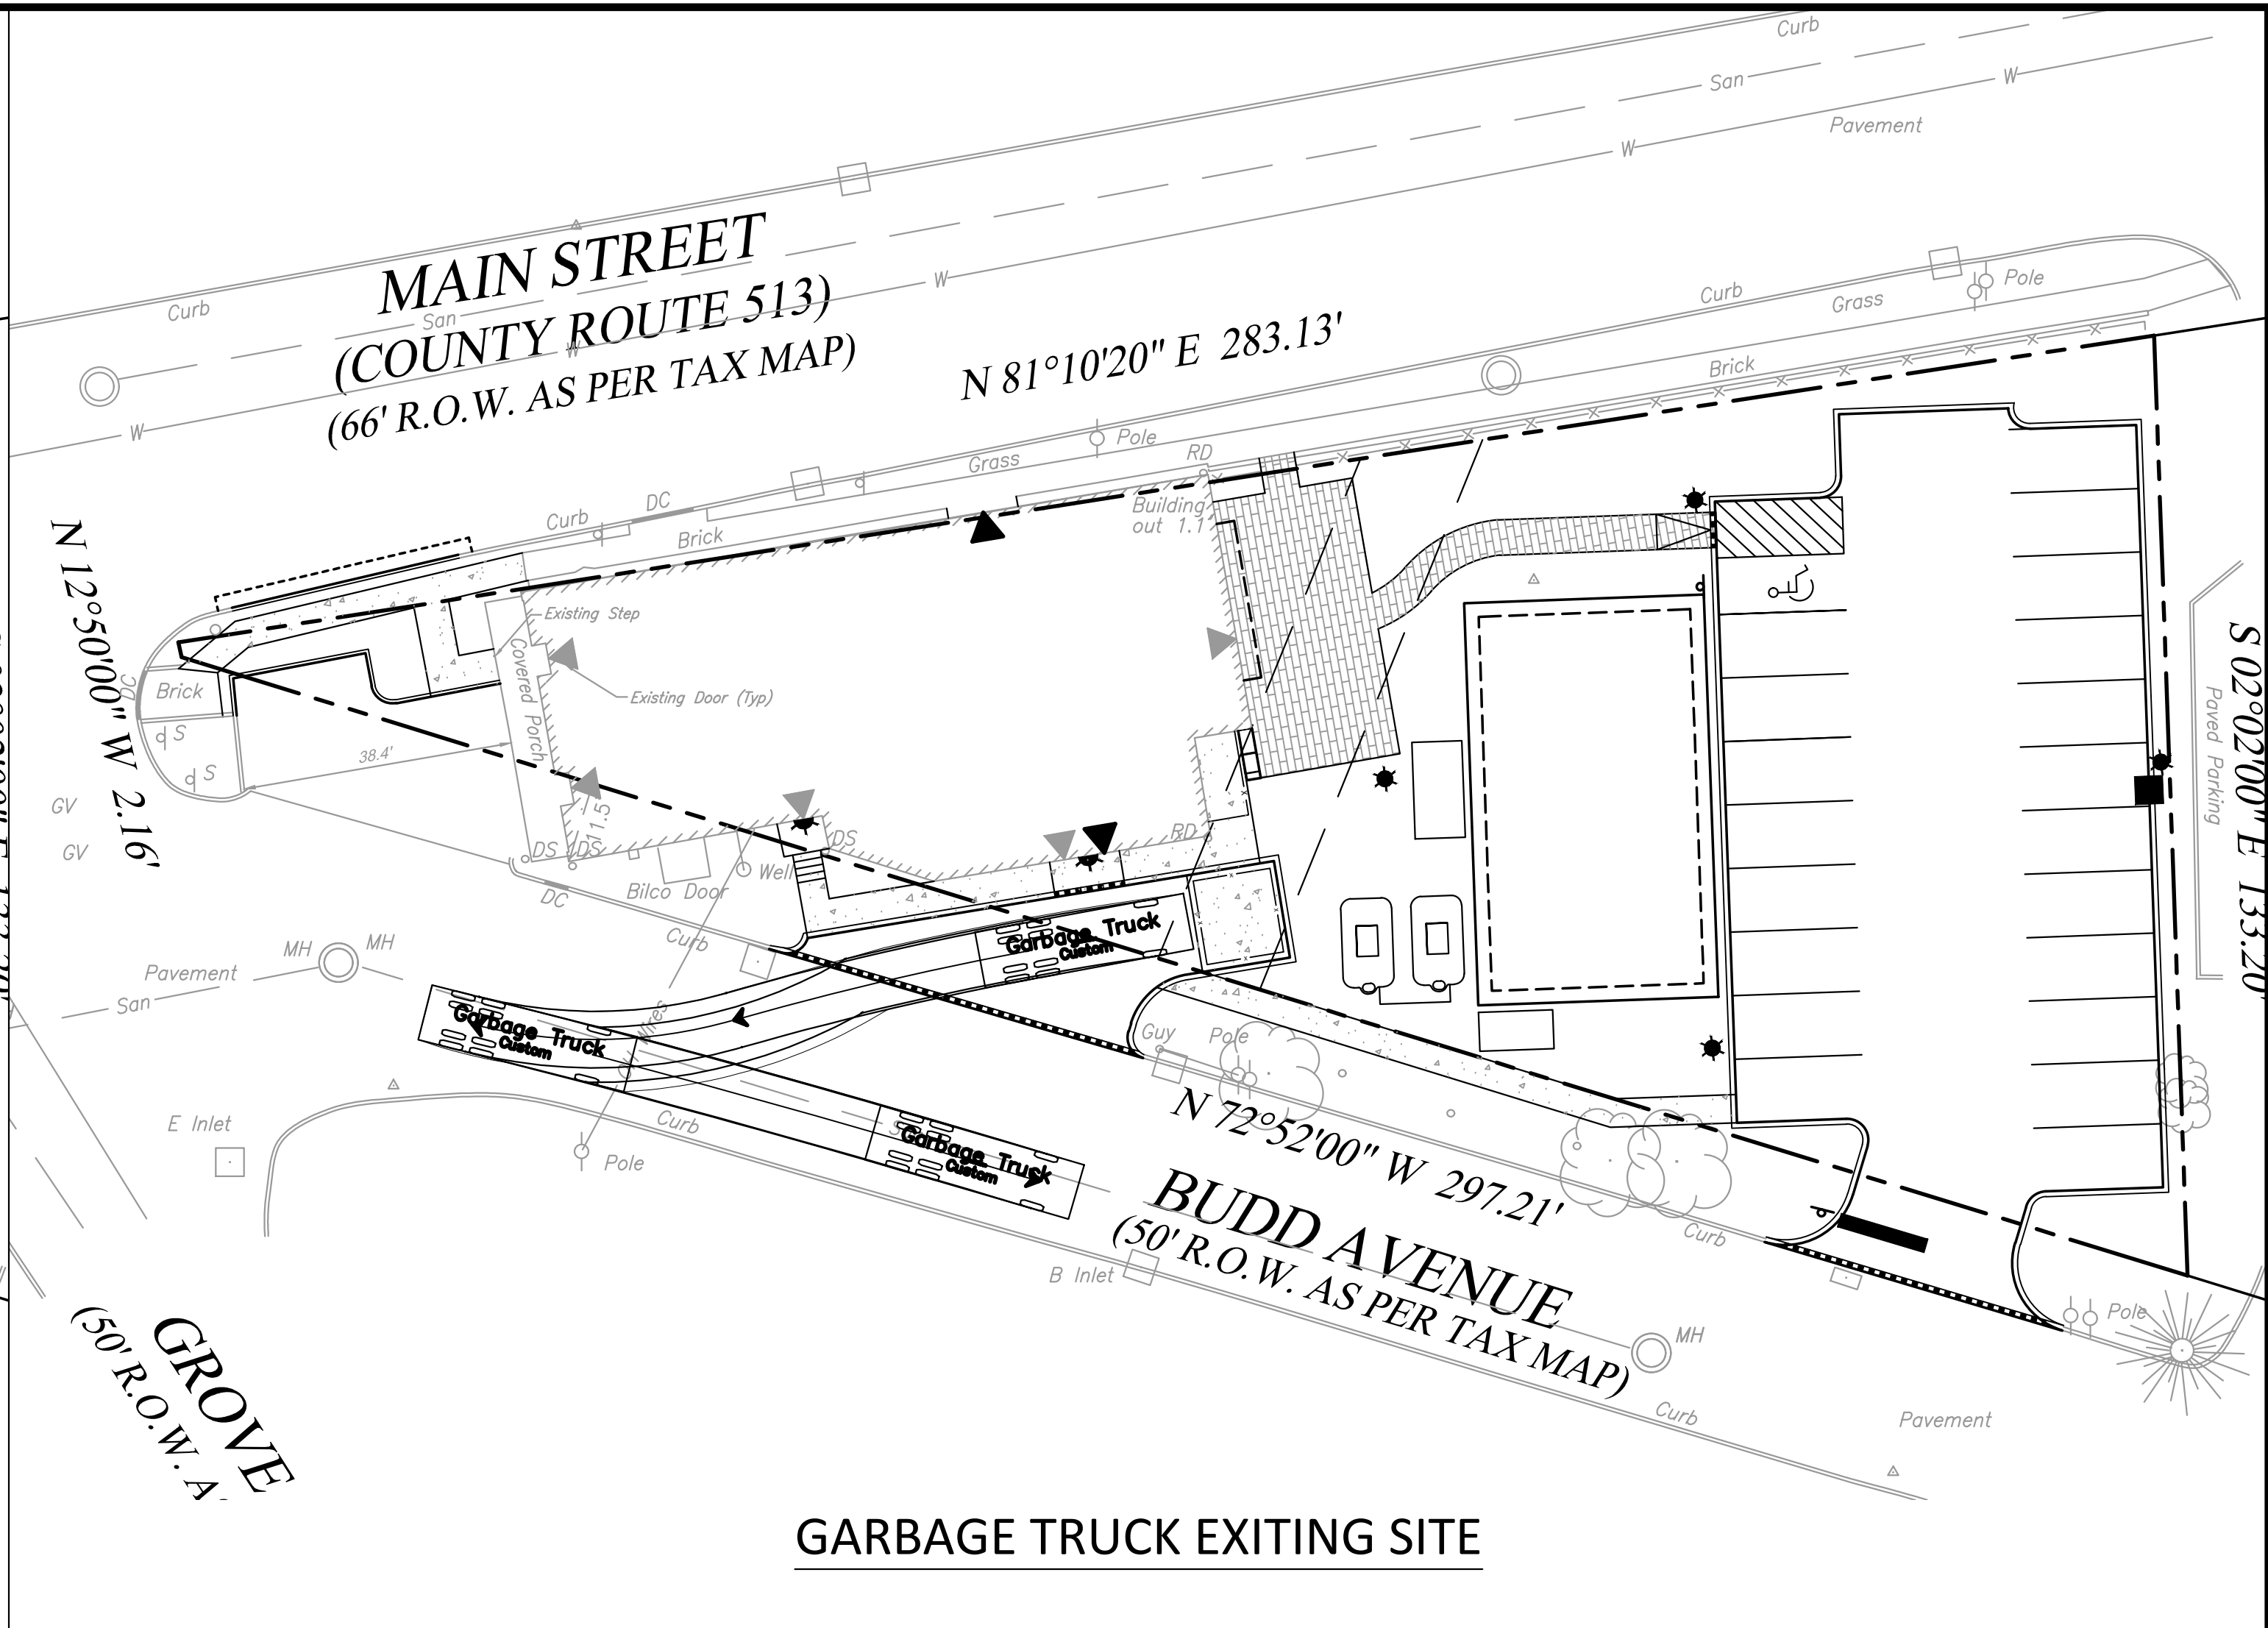 Curb
San
W
Pavement
MAIN STREET
(COUNTY ROUTE 513)
(66' R.O.W. AS PER TAX MAP)
Curb
San
W
W
W
W
N 81°10'20" E 283.13'
Curb
Grass
Pole
Brick
Pole
Grass
RD
DC
Curb
Brick
Building
out 1.1'
N 12°50'00" W 2.16'
Existing Step
Covered Porch
Existing Door (Typ)
DC
Brick
S
S
38.4'
GV
GV
11.5
DS
DS
DS
RD
Well
Bilco Door
DC
Curb
MH
MH
Pavement
San
Garbage Truck
Custom
Garbage Truck
Custom
Garbage Truck
Custom
Guy
Pole
E Inlet
Curb
Pole
Paved Parking
S 02°02'00" E 133.20'
N 72°52'00" W 297.21'
BUDD AVENUE
(50' R.O.W. AS PER TAX MAP)
B Inlet
Curb
MH
Pole
Curb
Pavement
GROVE
(50' R.O.W.
GARBAGE TRUCK EXITING SITE